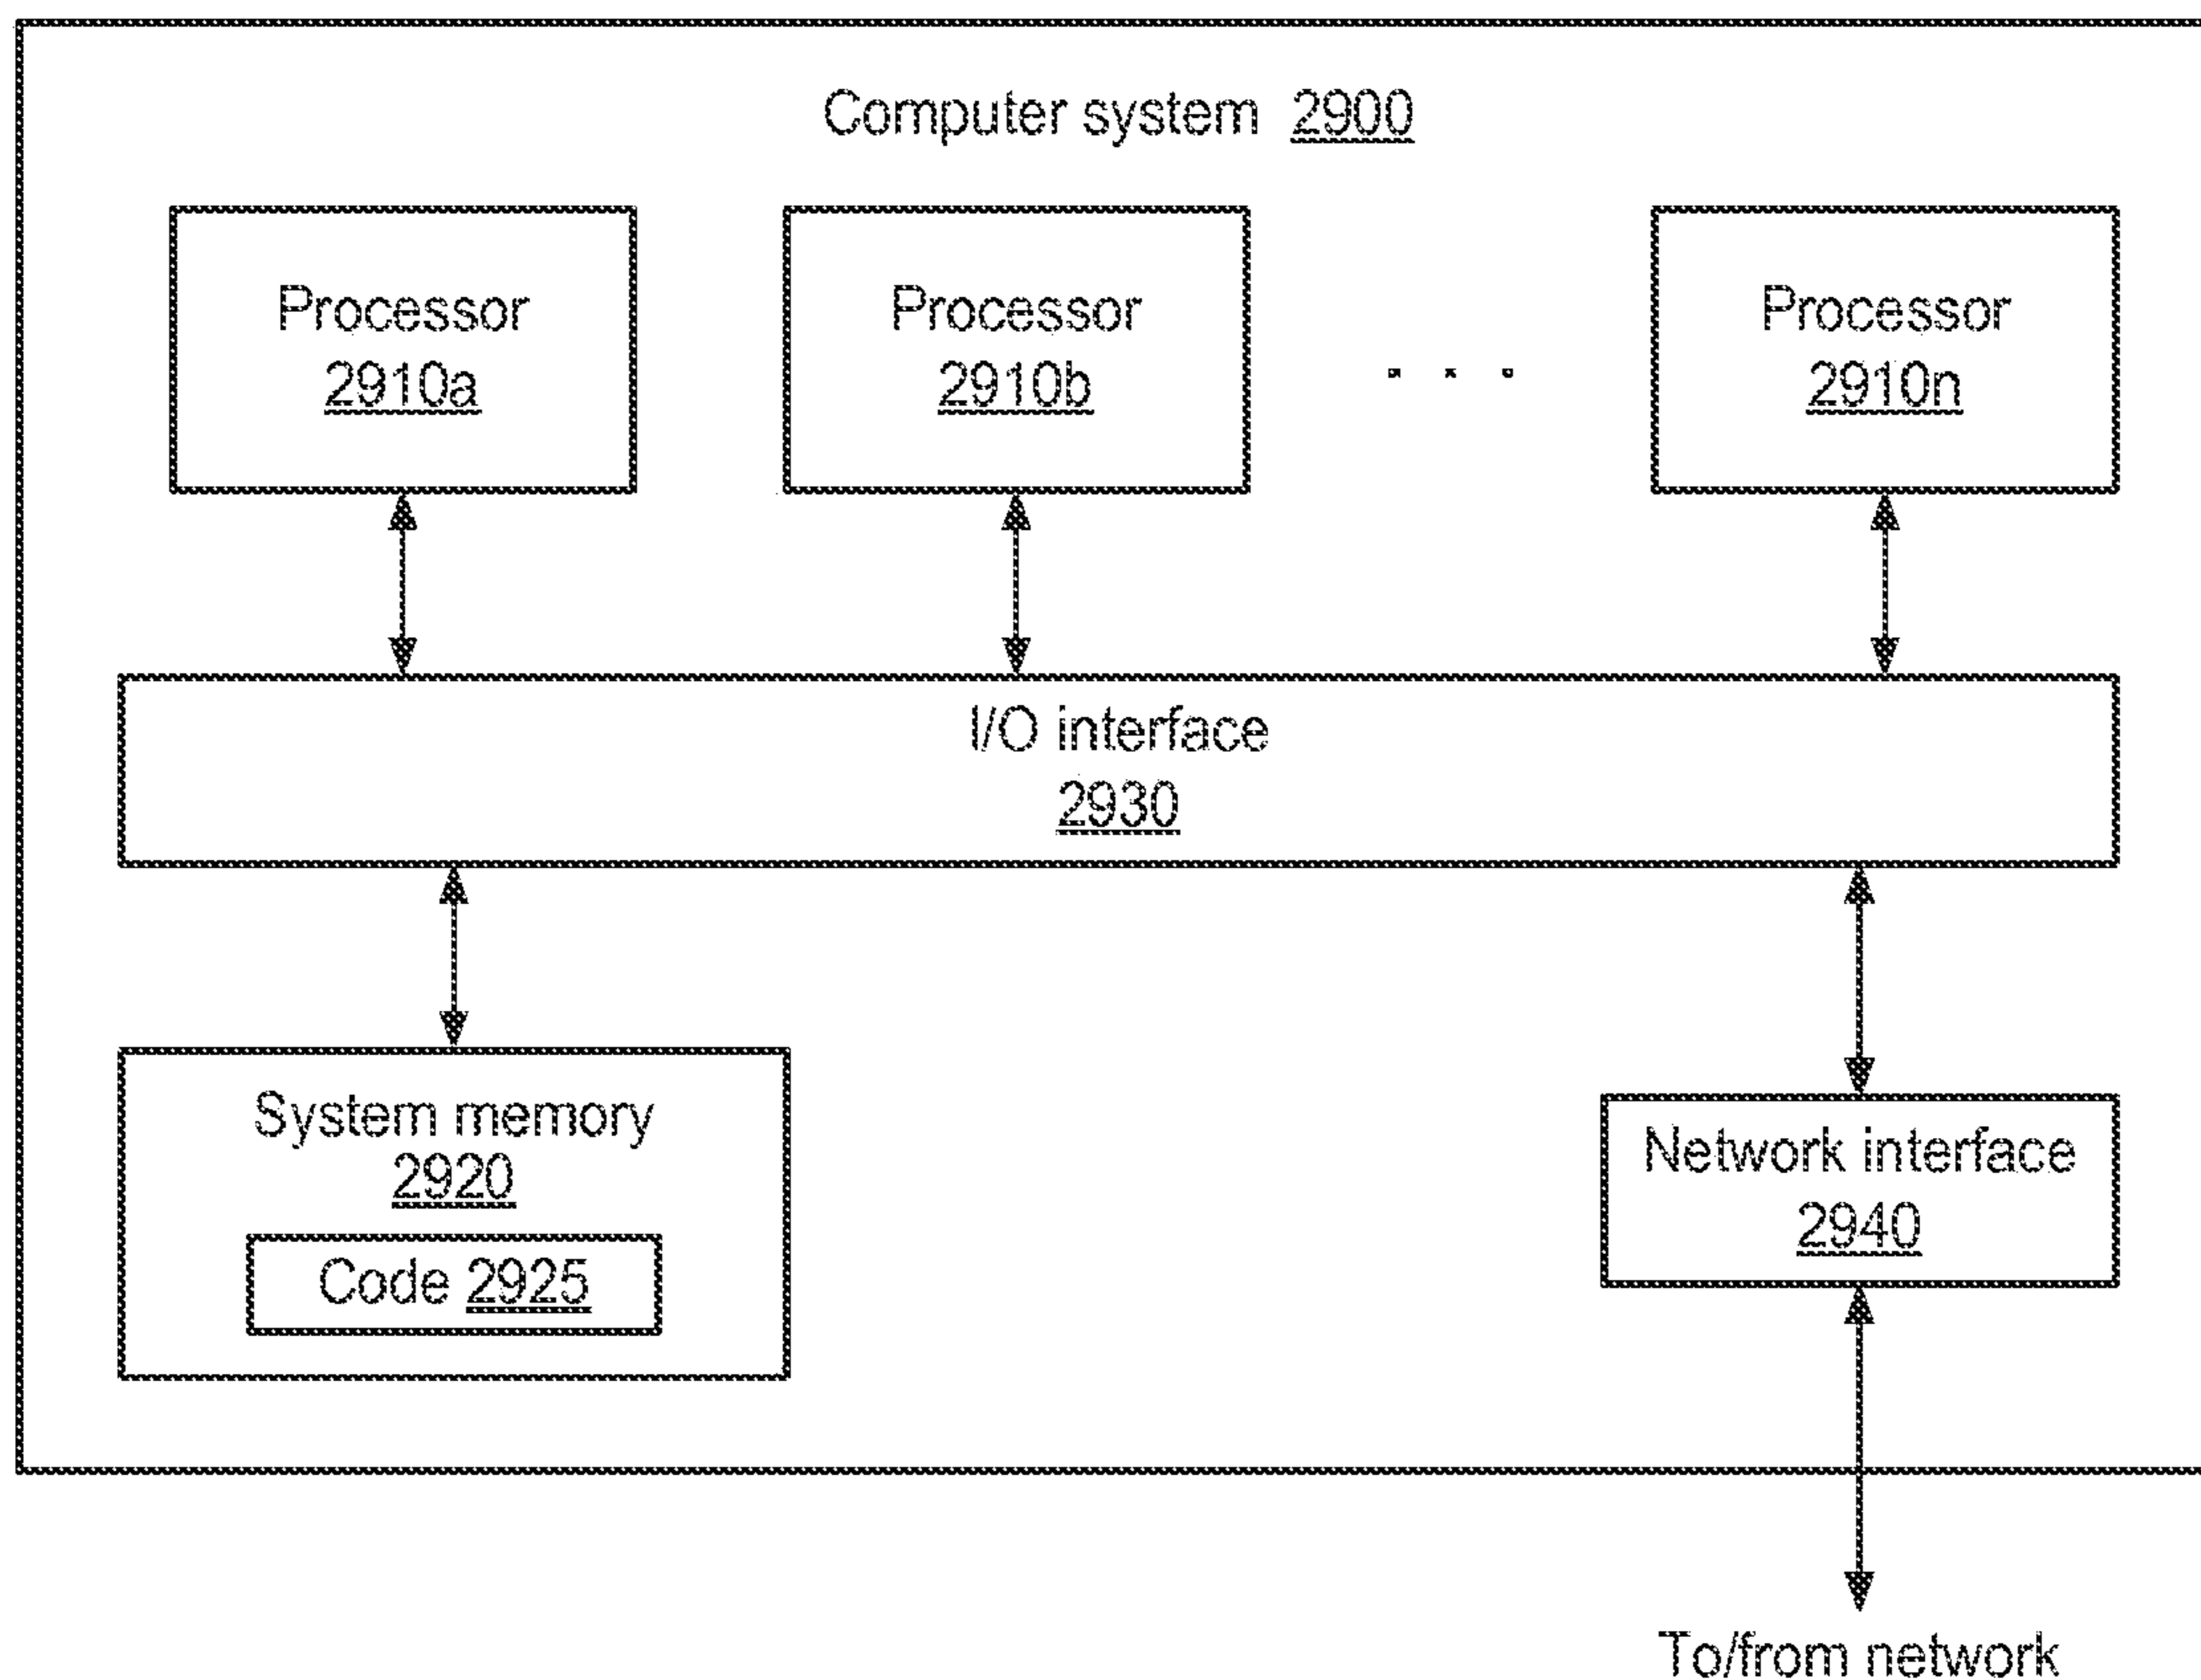 Computer system 2900
Processor
2910a
Processor
2910b
. . .
Processor
2910n
I/O interface
2930
System memory
2920
Code 2925
Network interface
2940
To/from network